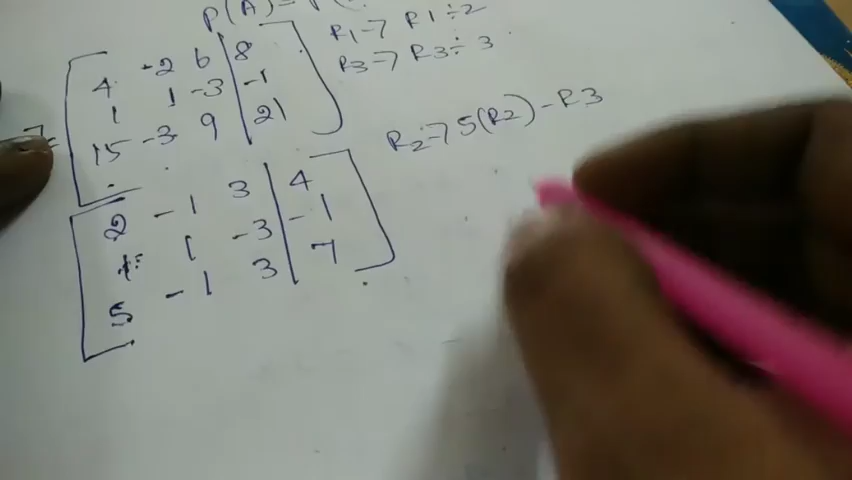 P(A) =
R1→ R1÷2
R3→ R3÷3
4 -2 6 | 8
1 1 -3 | -1
15 -3 9 | 21
R2→ 5(R2) - R3
2 -1 3 | 4
1 1 -3 | -1
5 -1 3 | 7